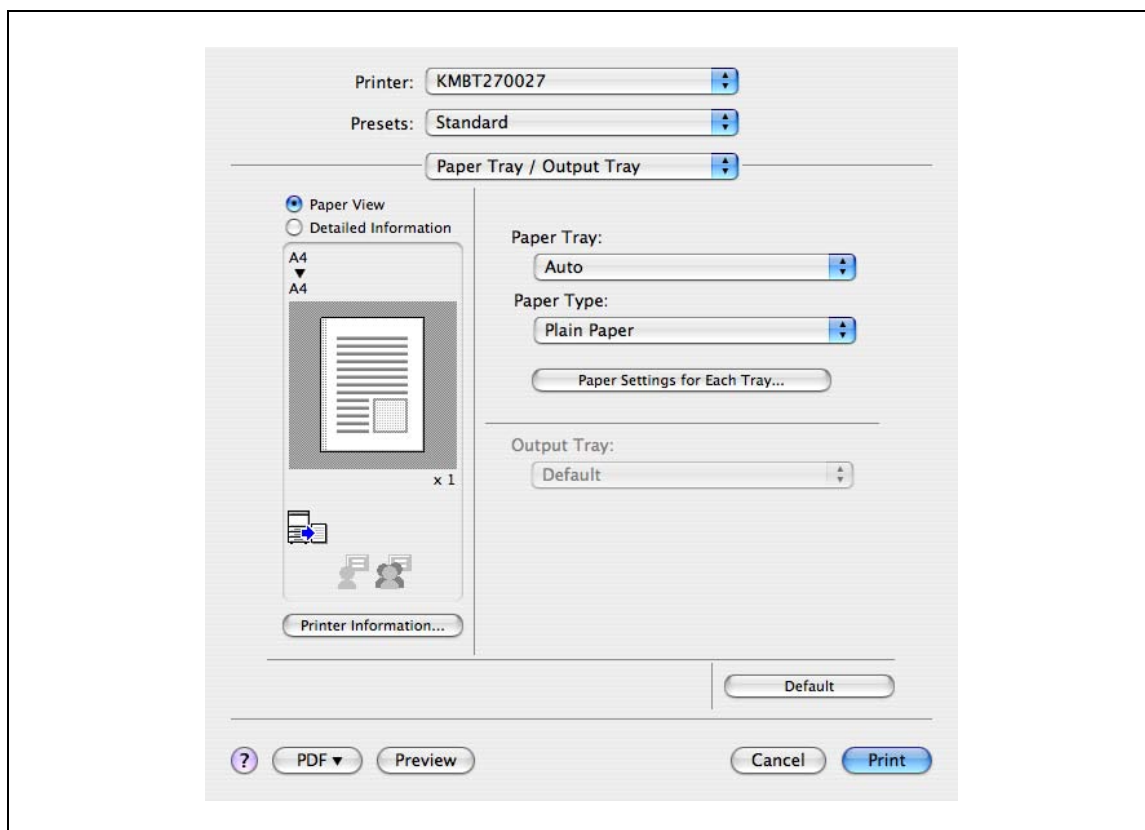 Printer: KMBT270027
Presets: Standard
Paper Tray / Output Tray
Paper View
Detailed Information
A4
▼
A4
x 1
Printer Information...
Paper Tray:
Auto
Paper Type:
Plain Paper
Paper Settings for Each Tray...
Output Tray:
Default
Default
? PDF ▼ Preview Cancel Print